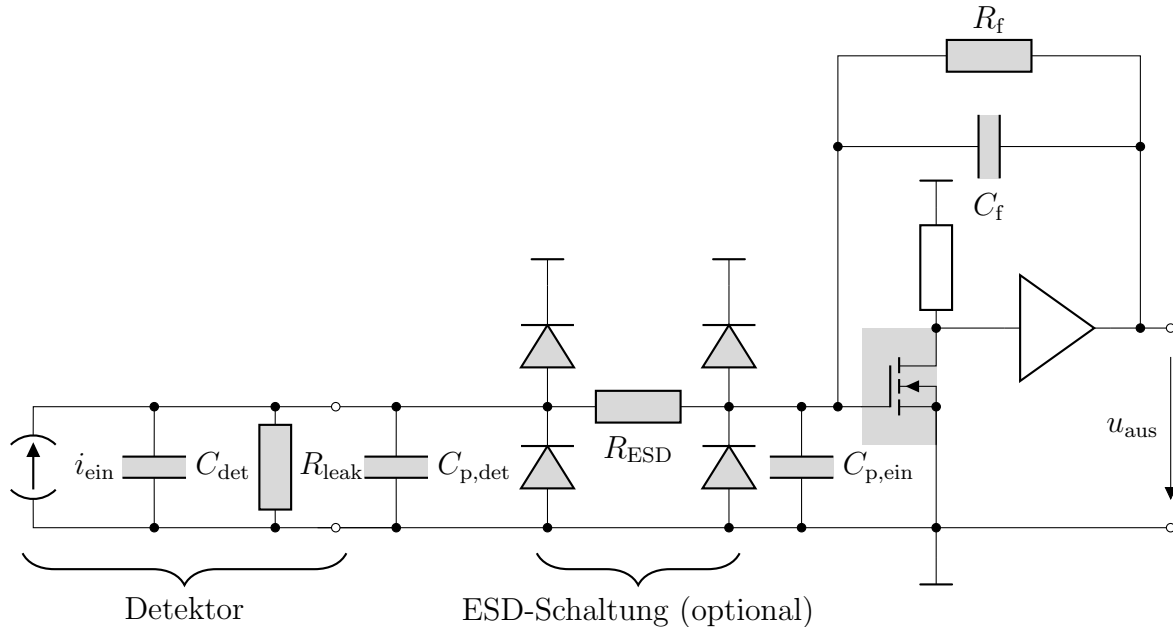 R_f
C_f
u_aus
i_ein
C_det
R_leak
C_p,det
R_ESD
C_p,ein
Detektor
ESD-Schaltung (optional)